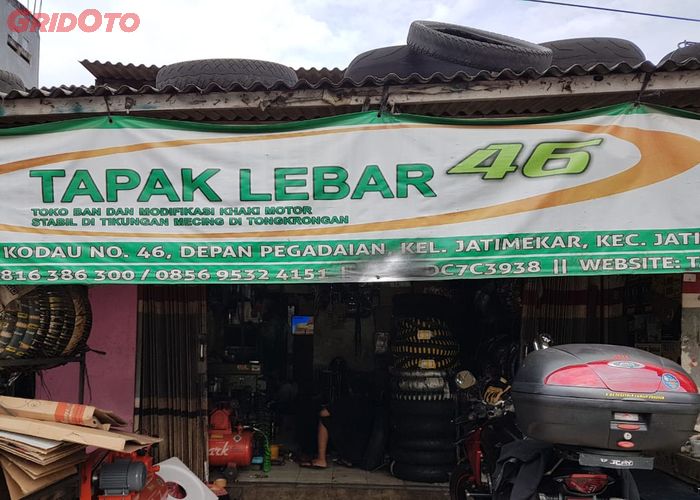 GRIDOTO
TAPAK LEBAR 46
TOKO BAN DAN MODIFIKASI KHAKI MOTOR
STABIL DI TIKUNGAN MECING DI TONGKRONGAN
KODAU NO. 46, DEPAN PEGADAIAN, KEL. JATIMEKAR, KEC. JATI
0816 386 300 / 0856 9532 4151 DC7C3938 || WEBSITE: T